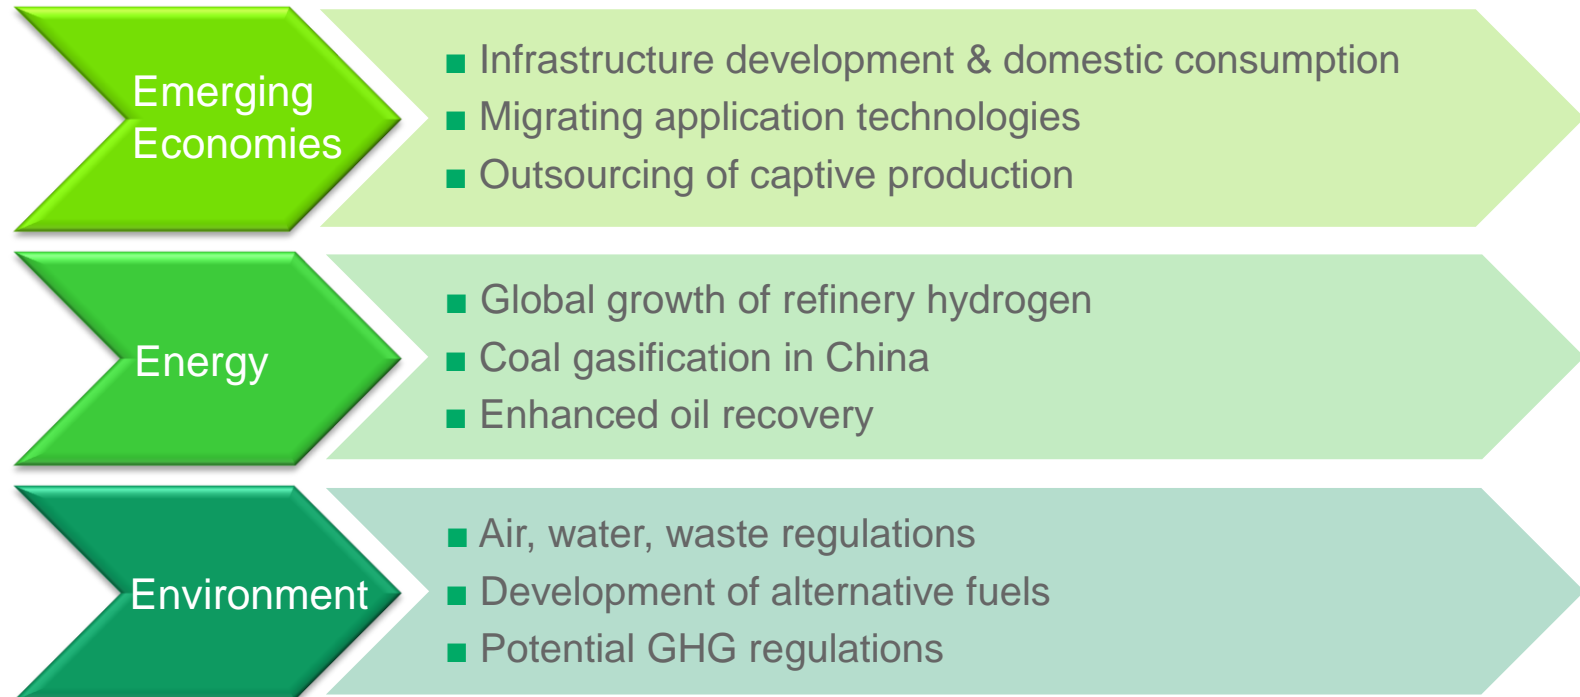 Emerging
Economies
■ Infrastructure development & domestic consumption
■ Migrating application technologies
■ Outsourcing of captive production
Energy
■ Global growth of refinery hydrogen
■ Coal gasification in China
■ Enhanced oil recovery
Environment
■ Air, water, waste regulations
■ Development of alternative fuels
■ Potential GHG regulations